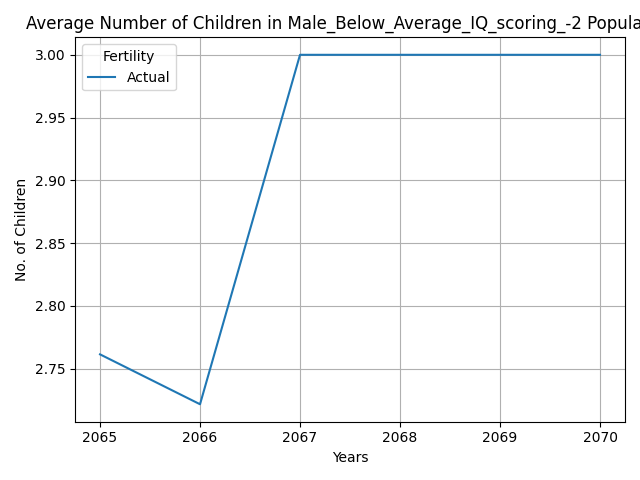 Average Number of Children in Male_Below_Average_IQ_scoring_-2 Popula
Fertility
Actual
3.00
2.95
2.90
2.85
2.80
2.75
No. of Children
2065 2066 2067 2068 2069 2070
Years